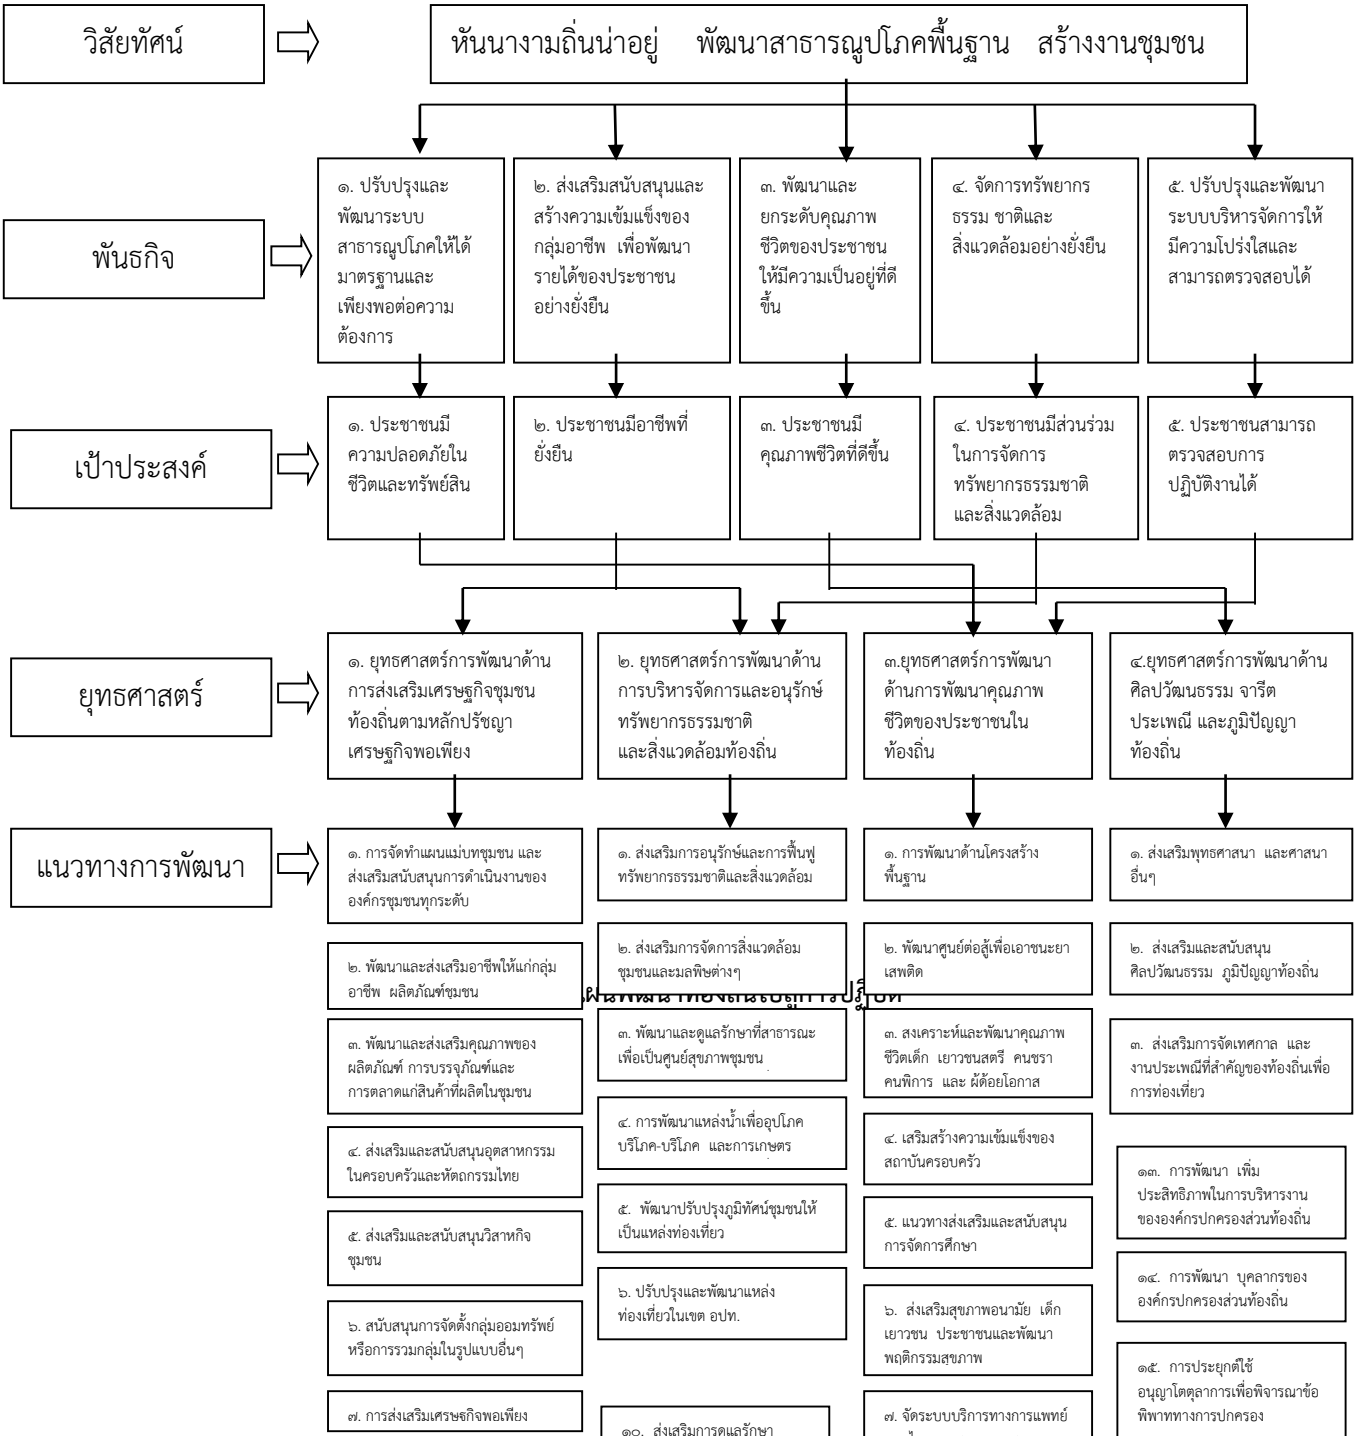 วิสัยทัศน์
หันนางามถิ่นน่าอยู่ พัฒนาสาธารณูปโภคพื้นฐาน สร้างงานชุมชน
พันธกิจ
๑. ปรับปรุงและ
พัฒนาระบบ
สาธารณูปโภคให้ได้
มาตรฐานและ
เพียงพอต่อความ
ต้องการ
๒. ส่งเสริมสนับสนุนและ
สร้างความเข้มแข็งของ
กลุ่มอาชีพ เพื่อพัฒนา
รายได้ของประชาชน
อย่างยั่งยืน
๓. พัฒนาและ
ยกระดับคุณภาพ
ชีวิตของประชาชน
ให้มีความเป็นอยู่ที่ดี
ขึ้น
๔. จัดการทรัพยากร
ธรรม ชาติและ
สิ่งแวดล้อมอย่างยั่งยืน
๕. ปรับปรุงและพัฒนา
ระบบบริหารจัดการให้
มีความโปร่งใสและ
สามารถตรวจสอบได้
เป้าประสงค์
๑. ประชาชนมี
ความปลอดภัยใน
ชีวิตและทรัพย์สิน
๒. ประชาชนมีอาชีพที่
ยั่งยืน
๓. ประชาชนมี
คุณภาพชีวิตที่ดีขึ้น
๔. ประชาชนมีส่วนร่วม
ในการจัดการ
ทรัพยากรธรรมชาติ
และสิ่งแวดล้อม
๕. ประชาชนสามารถ
ตรวจสอบการ
ปฏิบัติงานได้
ยุทธศาสตร์
๑. ยุทธศาสตร์การพัฒนาด้าน
การส่งเสริมเศรษฐกิจชุมชน
ท้องถิ่นตามหลักปรัชญา
เศรษฐกิจพอเพียง
๒. ยุทธศาสตร์การพัฒนาด้าน
การบริหารจัดการและอนุรักษ์
ทรัพยากรธรรมชาติ
และสิ่งแวดล้อมท้องถิ่น
๓.ยุทธศาสตร์การพัฒนา
ด้านการพัฒนาคุณภาพ
ชีวิตของประชาชนใน
ท้องถิ่น
๔.ยุทธศาสตร์การพัฒนาด้าน
ศิลปวัฒนธรรม จารีต
ประเพณี และภูมิปัญญา
ท้องถิ่น
แนวทางการพัฒนา
๑. การจัดทำแผนแม่บทชุมชน และ
ส่งเสริมสนับสนุนการดำเนินงานของ
องค์กรชุมชนทุกระดับ
๒. พัฒนาและส่งเสริมอาชีพให้แก่กลุ่ม
อาชีพ ผลิตภัณฑ์ชุมชน
๓. พัฒนาและส่งเสริมคุณภาพของ
ผลิตภัณฑ์ การบรรจุภัณฑ์และ
การตลาดแก่สินค้าที่ผลิตในชุมชน
๔. ส่งเสริมและสนับสนุนอุตสาหกรรม
ในครอบครัวและหัตถกรรมไทย
๕. ส่งเสริมและสนับสนุนวิสาหกิจ
ชุมชน
๖. สนับสนุนการจัดตั้งกลุ่มออมทรัพย์
หรือการรวมกลุ่มในรูปแบบอื่นๆ
๗. การส่งเสริมเศรษฐกิจพอเพียง
๑. ส่งเสริมการอนุรักษ์และการฟื้นฟู
ทรัพยากรธรรมชาติและสิ่งแวดล้อม
๒. ส่งเสริมการจัดการสิ่งแวดล้อม
ชุมชนและมลพิษต่างๆ
แผนพัฒนาท้องถิ่นไปสู่การปฏิบัติ
๓. พัฒนาและดูแลรักษาที่สาธารณะ
เพื่อเป็นศูนย์สุขภาพชุมชน
๔. การพัฒนาแหล่งน้ำเพื่ออุปโภค
บริโภค-บริโภค และการเกษตร
๕. พัฒนาปรับปรุงภูมิทัศน์ชุมชนให้
เป็นแหล่งท่องเที่ยว
๖. ปรับปรุงและพัฒนาแหล่ง
ท่องเที่ยวในเขต อปท.
๑๐. ส่งเสริมการดูแลรักษา
๑. การพัฒนาด้านโครงสร้าง
พื้นฐาน
๒. พัฒนาศูนย์ต่อสู้เพื่อเอาชนะยา
เสพติด
๓. สงเคราะห์และพัฒนาคุณภาพ
ชีวิตเด็ก เยาวชนสตรี คนชรา
คนพิการ และ ผู้ด้อยโอกาส
๔. เสริมสร้างความเข้มแข็งของ
สถาบันครอบครัว
๕. แนวทางส่งเสริมและสนับสนุน
การจัดการศึกษา
๖. ส่งเสริมสุขภาพอนามัย เด็ก
เยาวชน ประชาชนและพัฒนา
พฤติกรรมสุขภาพ
๗. จัดระบบบริการทางการแพทย์
๑. ส่งเสริมพุทธศาสนา และศาสนา
อื่นๆ
๒. ส่งเสริมและสนับสนุน
ศิลปวัฒนธรรม ภูมิปัญญาท้องถิ่น
๓. ส่งเสริมการจัดเทศกาล และ
งานประเพณีที่สำคัญของท้องถิ่นเพื่อ
การท่องเที่ยว
๑๓. การพัฒนา เพิ่ม
ประสิทธิภาพในการบริหารงาน
ขององค์กรปกครองส่วนท้องถิ่น
๑๔. การพัฒนา บุคลากรของ
องค์กรปกครองส่วนท้องถิ่น
๑๕. การประยุกต์ใช้
อนุญาโตตุลาการเพื่อพิจารณาข้อ
พิพาททางการปกครอง